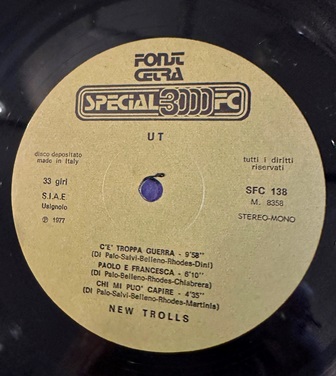 FONIT
CETRA
SPECIAL 3000 FC
UT
disco depositato
made in Italy
tutti i diritti
riservati
33 giri
S.I.A.E
Usignolo
℗ 1977
SFC 138
M. 8358
STEREO-MONO
C'E' TROPPA GUERRA - 9'58''
(Di Palo-Salvi-Belleno-Rhodes-Dini)
PAOLO E FRANCESCA - 6'10''
(Di Palo-Belleno-Rhodes-Chiabrera)
CHI MI PUO' CAPIRE - 4'35''
(Di Palo-Salvi-Belleno-Rhodes-Martinis)
NEW TROLLS